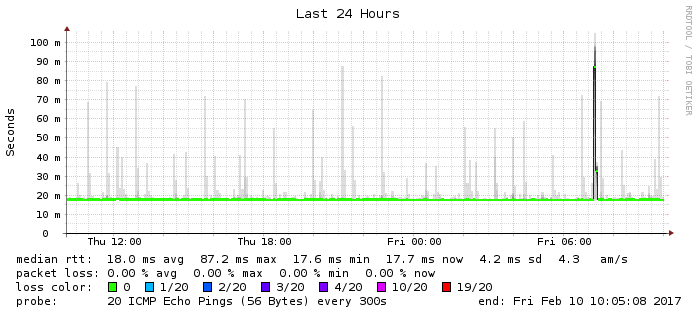 Last 24 Hours
RRDTOOL / TOBI OETIKER
Seconds
100 m
90 m
80 m
70 m
60 m
50 m
40 m
30 m
20 m
10 m
0
Thu 12:00 Thu 18:00 Fri 00:00 Fri 06:00
median rtt: 18.0 ms avg 87.2 ms max 17.6 ms min 17.7 ms now 4.2 ms sd 4.3 am/s
packet loss: 0.00 % avg 0.00 % max 0.00 % min 0.00 % now
loss color: 0 1/20 2/20 3/20 4/20 10/20 19/20
probe: 20 ICMP Echo Pings (56 Bytes) every 300s end: Fri Feb 10 10:05:08 2017